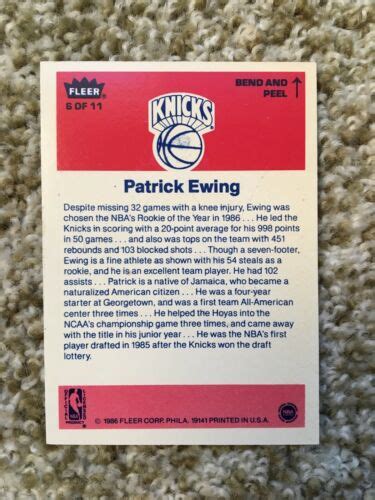 FLEER
6 OF 11
BEND AND
PEEL
KNICKS
Patrick Ewing
Despite missing 32 games with a knee injury, Ewing was
chosen the NBA's Rookie of the Year in 1986 . . . He led the
Knicks in scoring with a 20-point average for his 998 points
in 50 games . . . and also was tops on the team with 451
rebounds and 103 blocked shots . . . Though a seven-footer,
Ewing is a fine athlete as shown with his 54 steals as a
rookie, and he is an excellent team player. He had 102
assists . . . Patrick is a native of Jamaica, who became a
naturalized American citizen . . . He was a four-year
starter at Georgetown, and was a first team All-American
center three times . . . He helped the Hoyas into the
NCAA's championship game three times, and came away
with the title in his junior year . . . He was the NBA's first
player drafted in 1985 after the Knicks won the draft
lottery.
OFFICIAL
LICENSED
NBA
PRODUCT
© 1986 FLEER CORP. PHILA. 19141 PRINTED IN U.S.A.